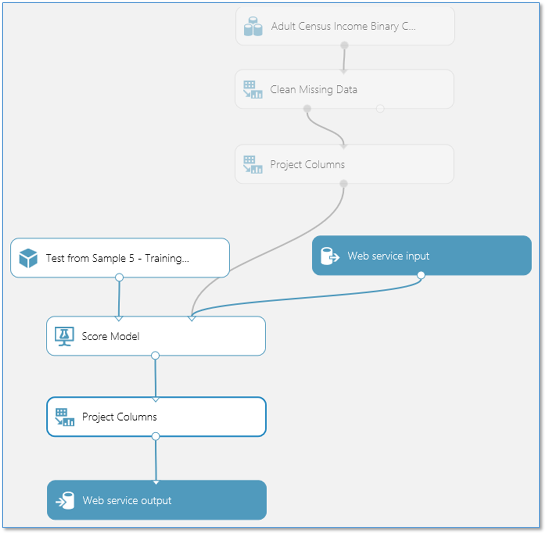 Adult Census Income Binary C...
Clean Missing Data
Project Columns
Test from Sample 5 - Training...
Web service input
Score Model
Project Columns
Web service output